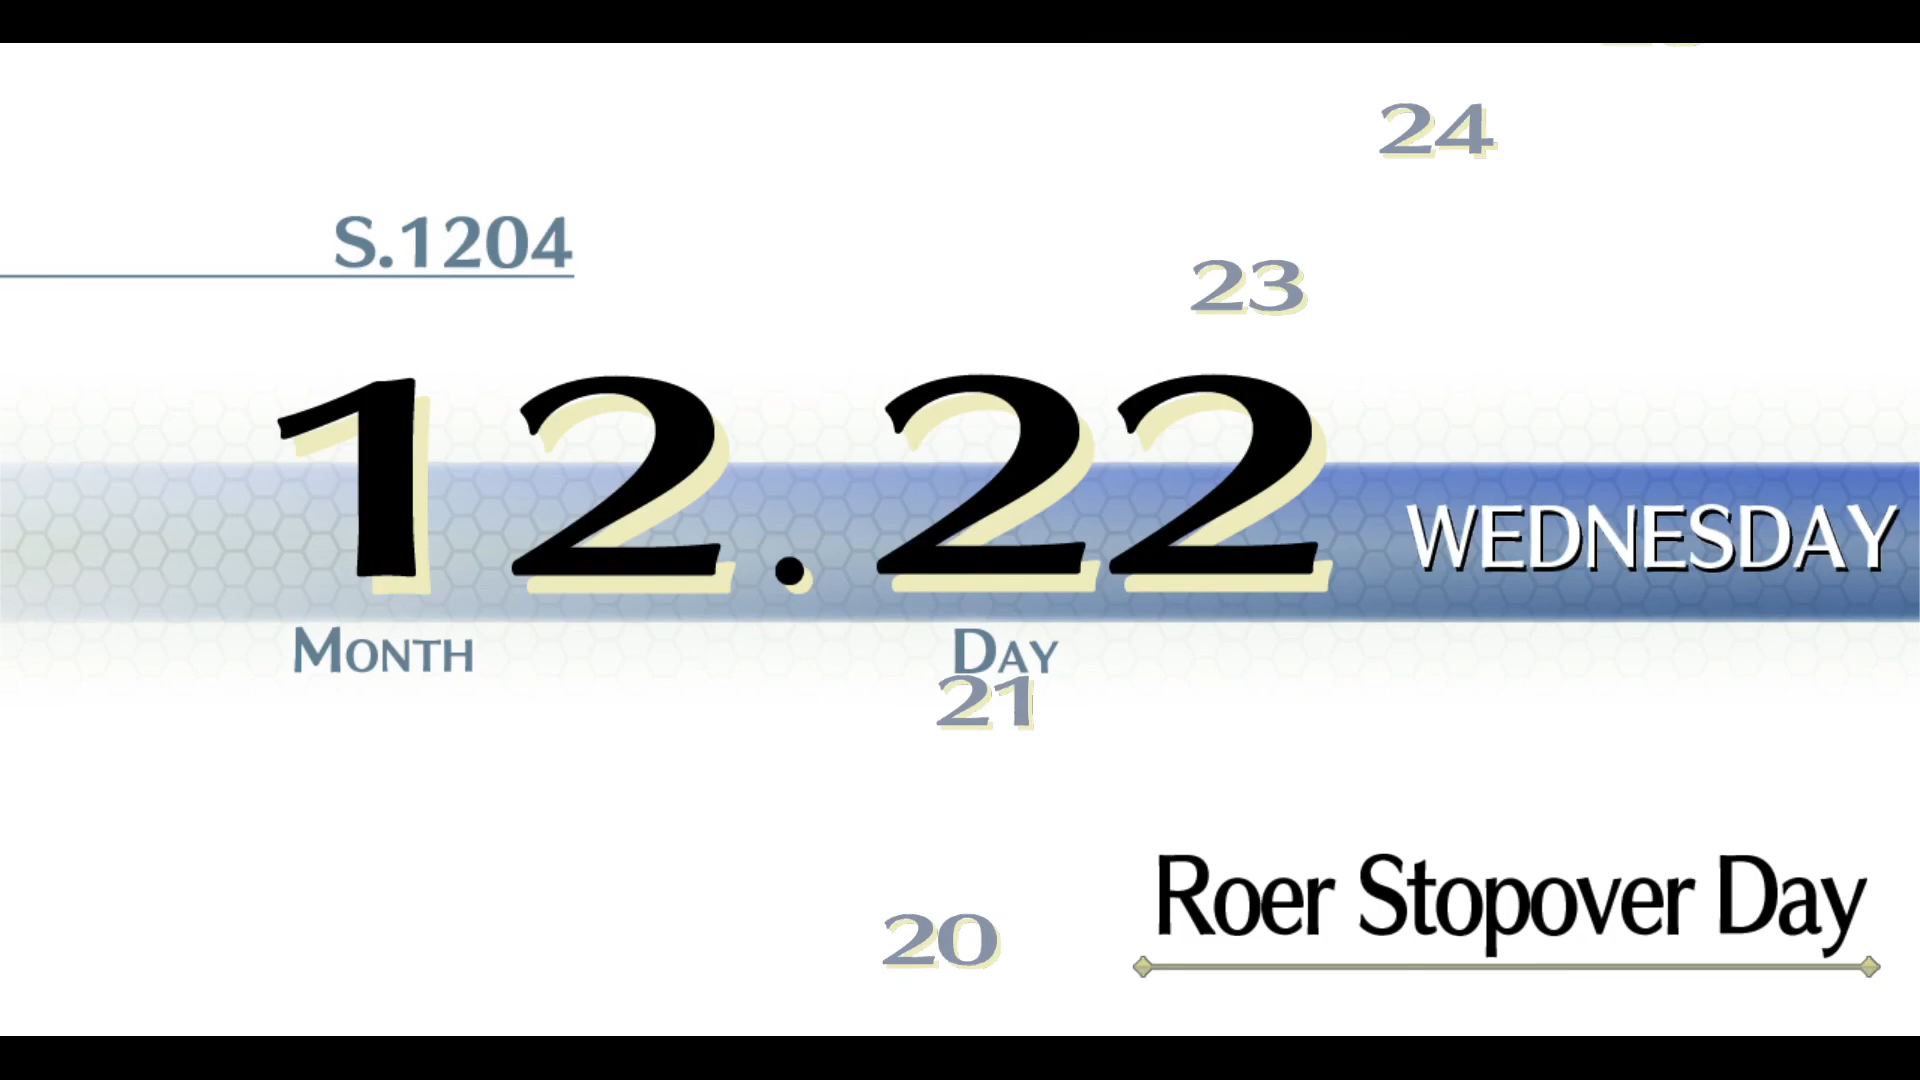 24
S.1204
23
12.22 WEDNESDAY
MONTH DAY
21
Roer Stopover Day
20